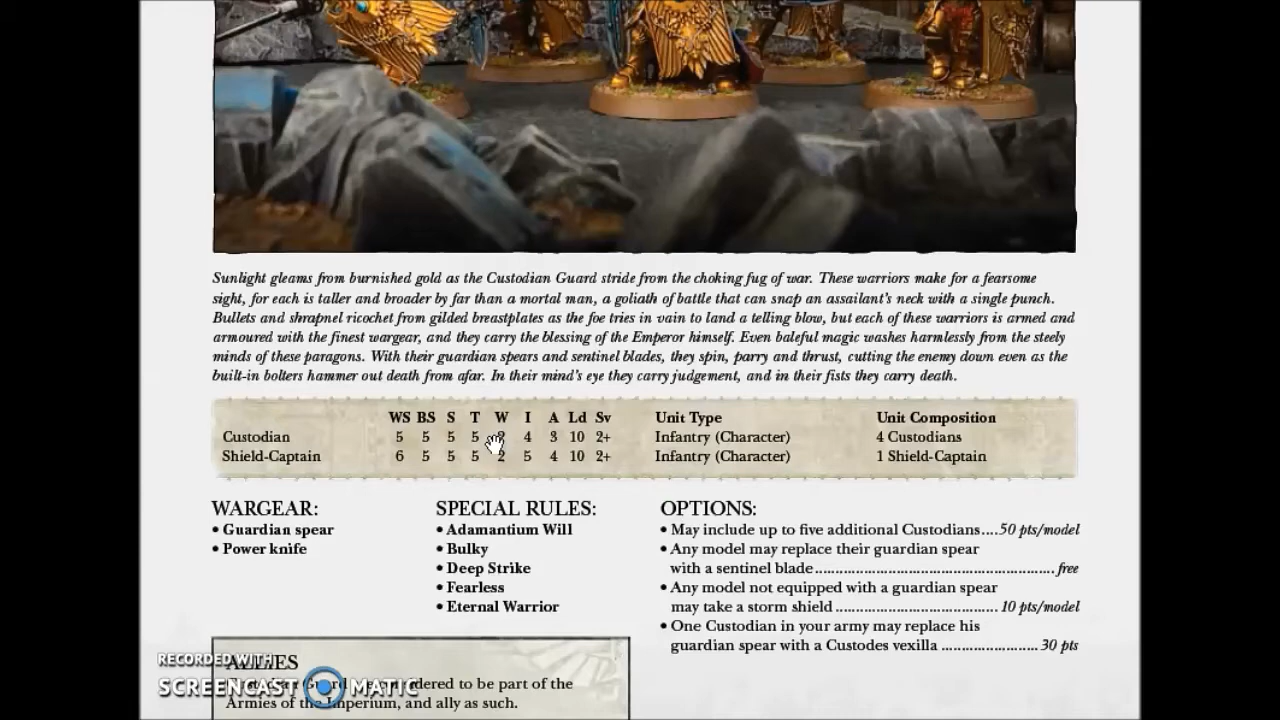 Sunlight gleams from burnished gold as the Custodian Guard stride from the choking fug of war. These warriors make for a fearsome
sight, for each is taller and broader by far than a mortal man, a goliath of battle that can snap an assailant's neck with a single punch.
Bullets and shrapnel ricochet from gilded breastplates as the foe tries in vain to land a telling blow, but each of these warriors is armed and
armoured with the finest wargear, and they carry the blessing of the Emperor himself. Even baleful magic washes harmlessly from the steely
minds of these paragons. With their guardian spears and sentinel blades, they spin, parry and thrust, cutting the enemy down even as the
built-in bolters hammer out death from afar. In their mind's eye they carry judgement, and in their fists they carry death.
WS BS S T W I A Ld Sv Unit Type Unit Composition
Custodian 5 5 5 5 4 3 10 2+ Infantry (Character) 4 Custodians
Shield-Captain 6 5 5 5 2 5 4 10 2+ Infantry (Character) 1 Shield-Captain
WARGEAR:
• Guardian spear
• Power knife
SPECIAL RULES:
• Adamantium Will
• Bulky
• Deep Strike
• Fearless
• Eternal Warrior
OPTIONS:
• May include up to five additional Custodians....50 pts/model
• Any model may replace their guardian spear
with a sentinel blade......................................................... free
• Any model not equipped with a guardian spear
may take a storm shield ...................................... 10 pts/model
• One Custodian in your army may replace his
guardian spear with a Custodes vexilla ....................... 30 pts
ALLIES
to be part of the
Armies of the Imperium, and ally as such.
RECORDED WITH
SCREENCAST MATIC